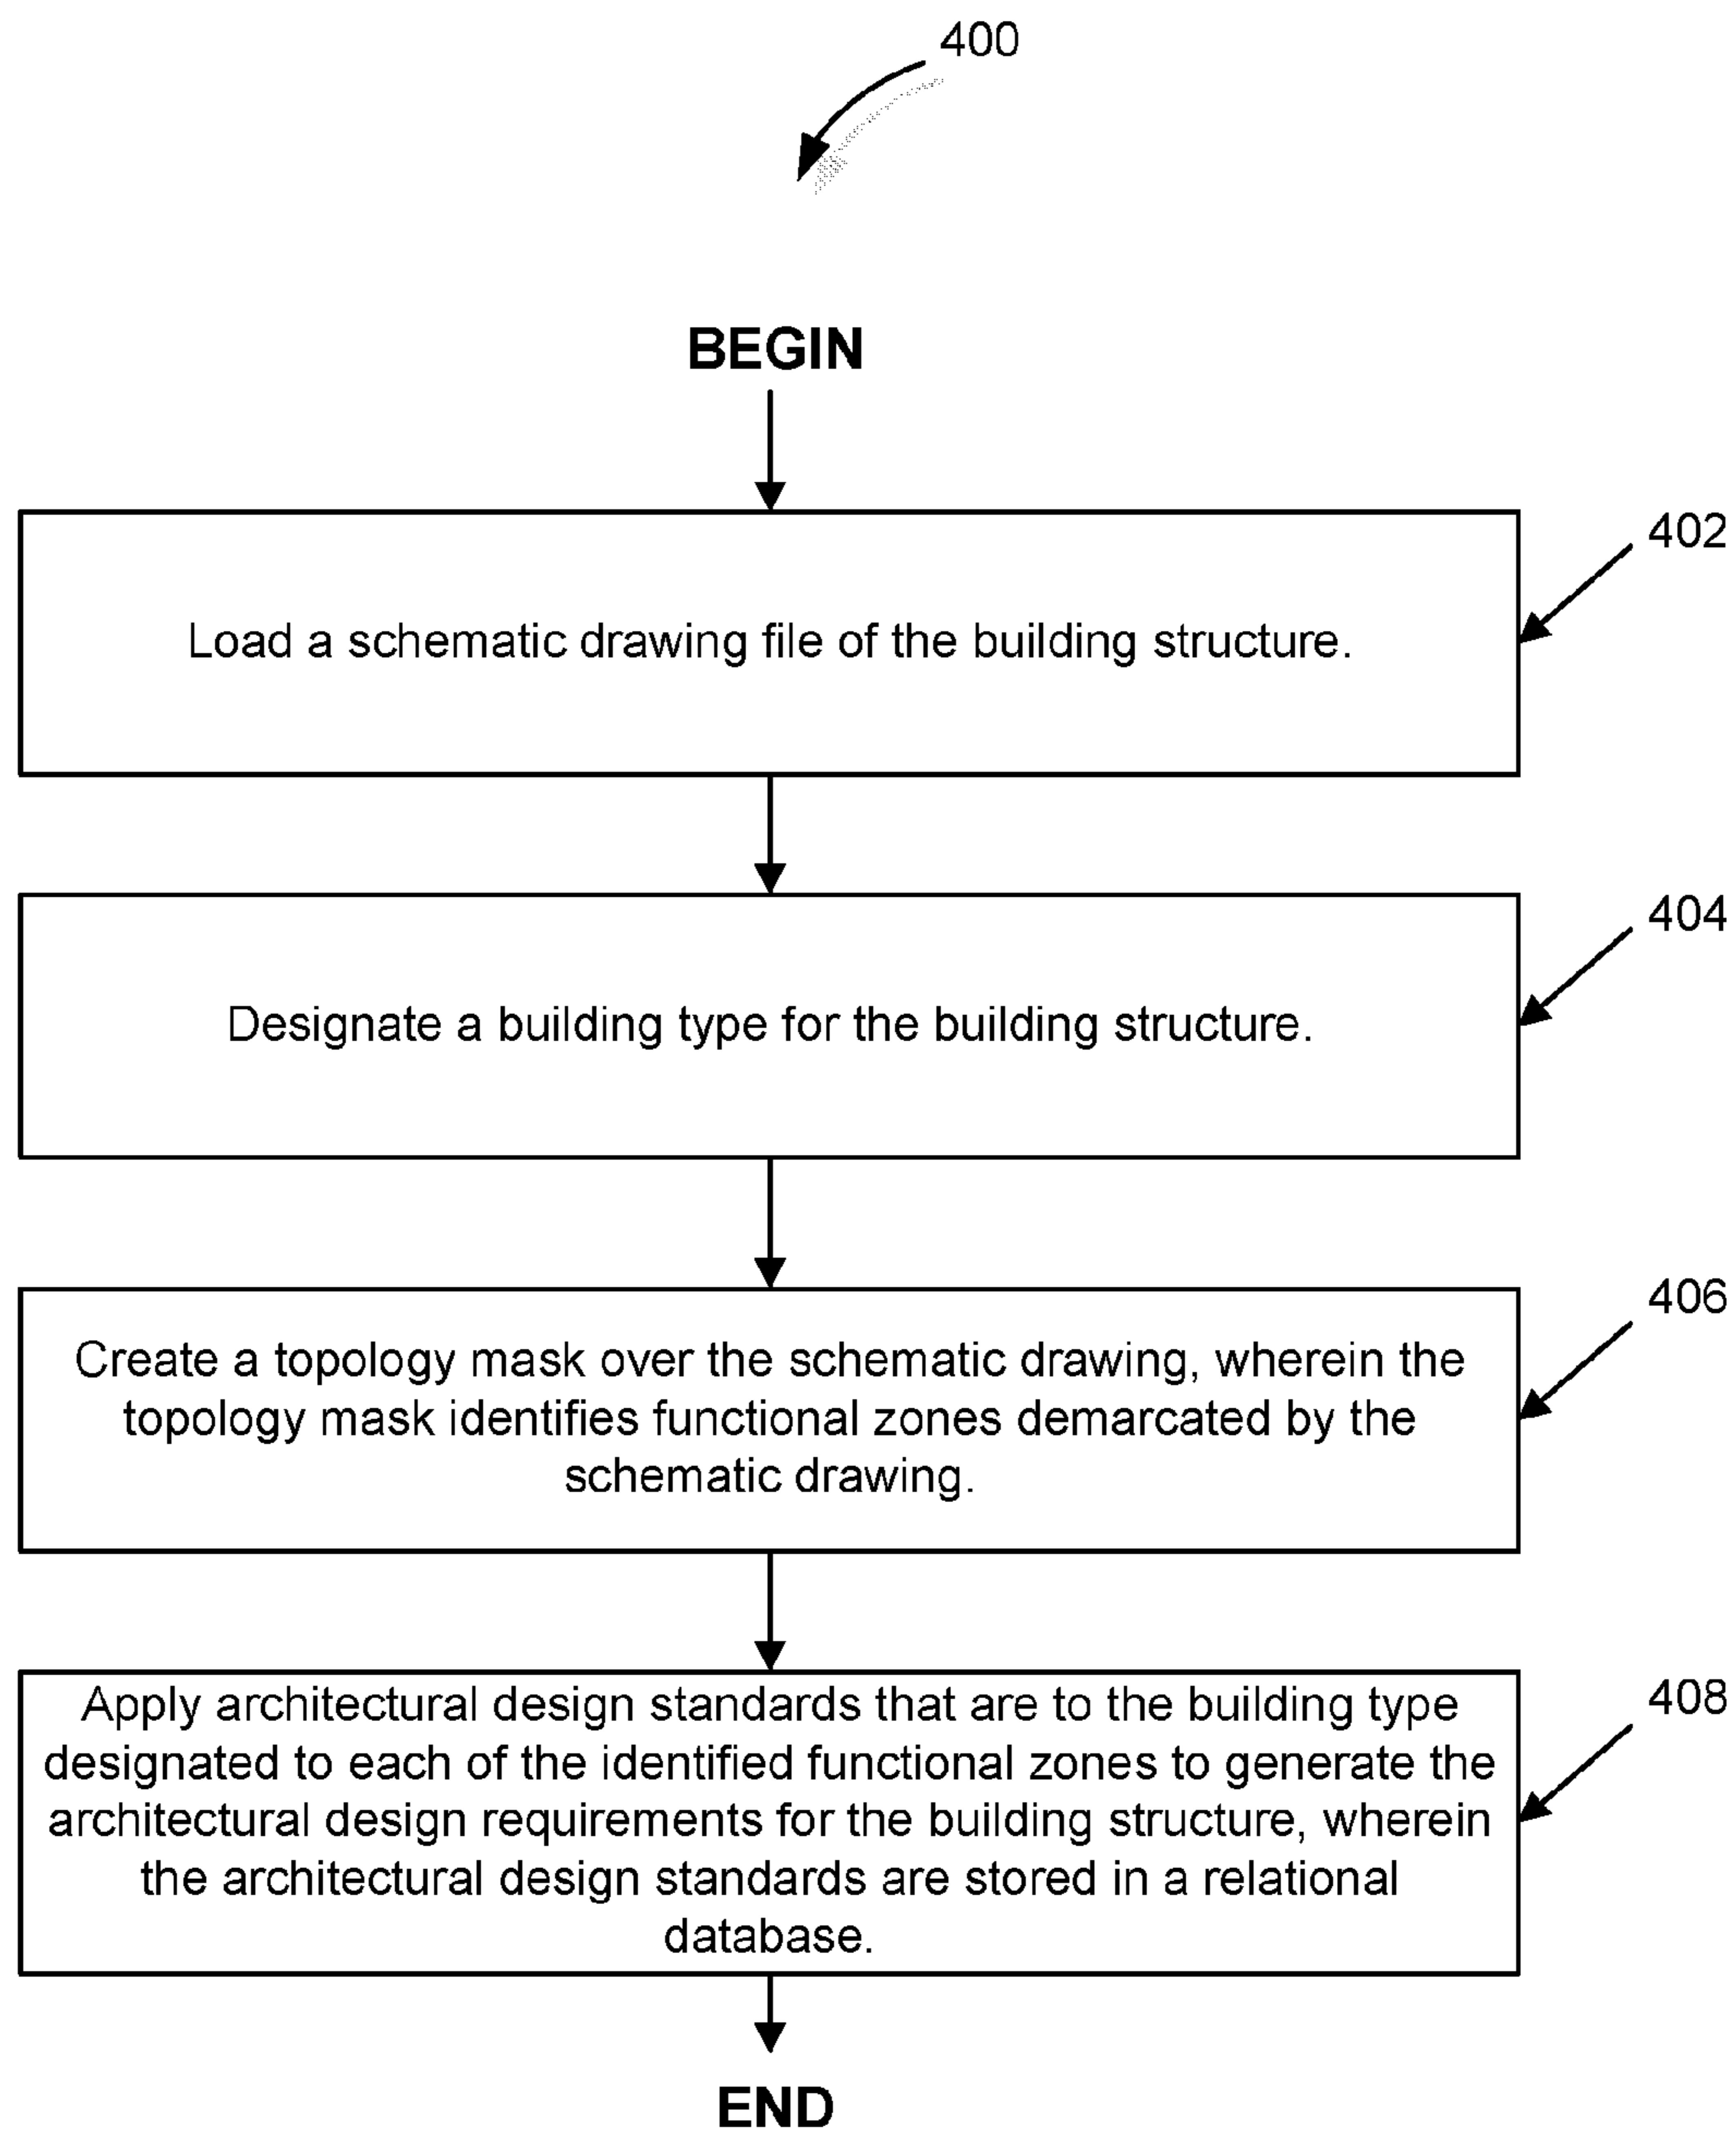 400
BEGIN
402
Load a schematic drawing file of the building structure.
404
Designate a building type for the building structure.
406
Create a topology mask over the schematic drawing, wherein the
topology mask identifies functional zones demarcated by the
schematic drawing.
408
Apply architectural design standards that are to the building type
designated to each of the identified functional zones to generate the
architectural design requirements for the building structure, wherein
the architectural design standards are stored in a relational
database.
END